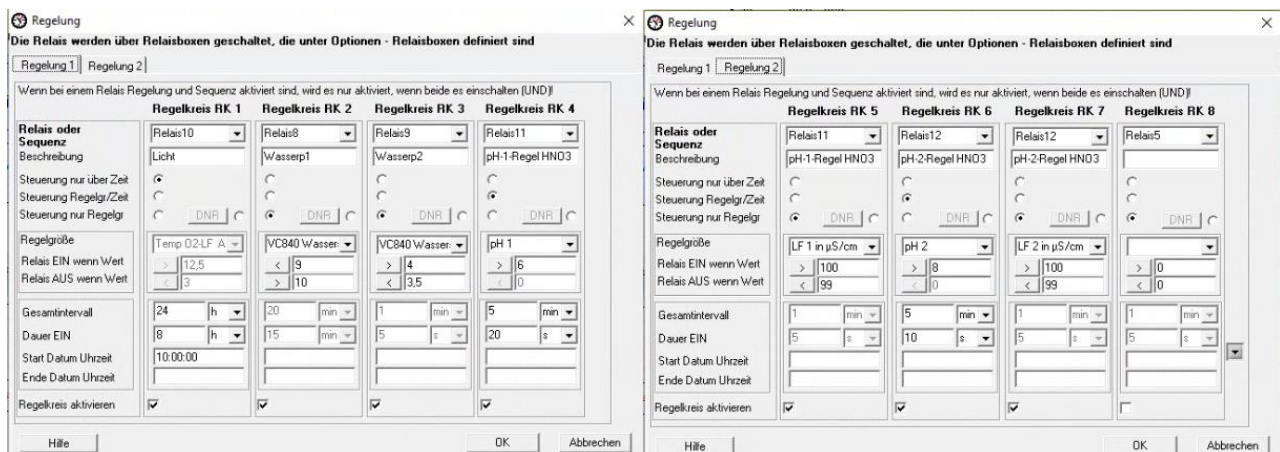 Regelung
Die Relais werden über Relaisboxen geschaltet, die unter Optionen - Relaisboxen definiert sind
Regelung 1 Regelung 2
Wenn bei einem Relais Regelung und Sequenz aktiviert sind, wird es nur aktiviert, wenn beide es einschalten (UND)!
Regelkreis RK 1 Regelkreis RK 2 Regelkreis RK 3 Regelkreis RK 4
Relais oder Sequenz Relais10 Relais8 Relais9 Relais11
Beschreibung Licht Wasserp1 Wasserp2 pH-1-Regel HNO3
Steuerung nur über Zeit
Steuerung Regelgr/Zeit
Steuerung nur Regelgr DNR DNR DNR DNR
Regelgröße Temp O2-LF A VC840 Wasser: VC840 Wasser: pH 1
Relais EIN wenn Wert > 12,5 < 9 > 4 > 6
Relais AUS wenn Wert < 3 > 10 < 3,5 < 0
Gesamtintervall 24 h 20 min 1 min 5 min
Dauer EIN 8 h 15 min 5 s 20 s
Start Datum Uhrzeit 10:00:00
Ende Datum Uhrzeit
Regelkreis aktivieren
Hilfe OK Abbrechen
Regelung
Die Relais werden über Relaisboxen geschaltet, die unter Optionen - Relaisboxen definiert sind
Regelung 1 Regelung 2
Wenn bei einem Relais Regelung und Sequenz aktiviert sind, wird es nur aktiviert, wenn beide es einschalten (UND)!
Regelkreis RK 5 Regelkreis RK 6 Regelkreis RK 7 Regelkreis RK 8
Relais oder Sequenz Relais11 Relais12 Relais12 Relais5
Beschreibung pH-1-Regel HNO3 pH-2-Regel HNO3 pH-2-Regel HNO3
Steuerung nur über Zeit
Steuerung Regelgr/Zeit
Steuerung nur Regelgr DNR DNR DNR DNR
Regelgröße LF 1 in µS/cm pH 2 LF 2 in µS/cm
Relais EIN wenn Wert > 100 > 8 > 100 > 0
Relais AUS wenn Wert < 99 < 0 < 99 < 0
Gesamtintervall 1 min 5 min 1 min 1 min
Dauer EIN 5 s 10 s 5 s 5 s
Start Datum Uhrzeit
Ende Datum Uhrzeit
Regelkreis aktivieren
Hilfe OK Abbrechen